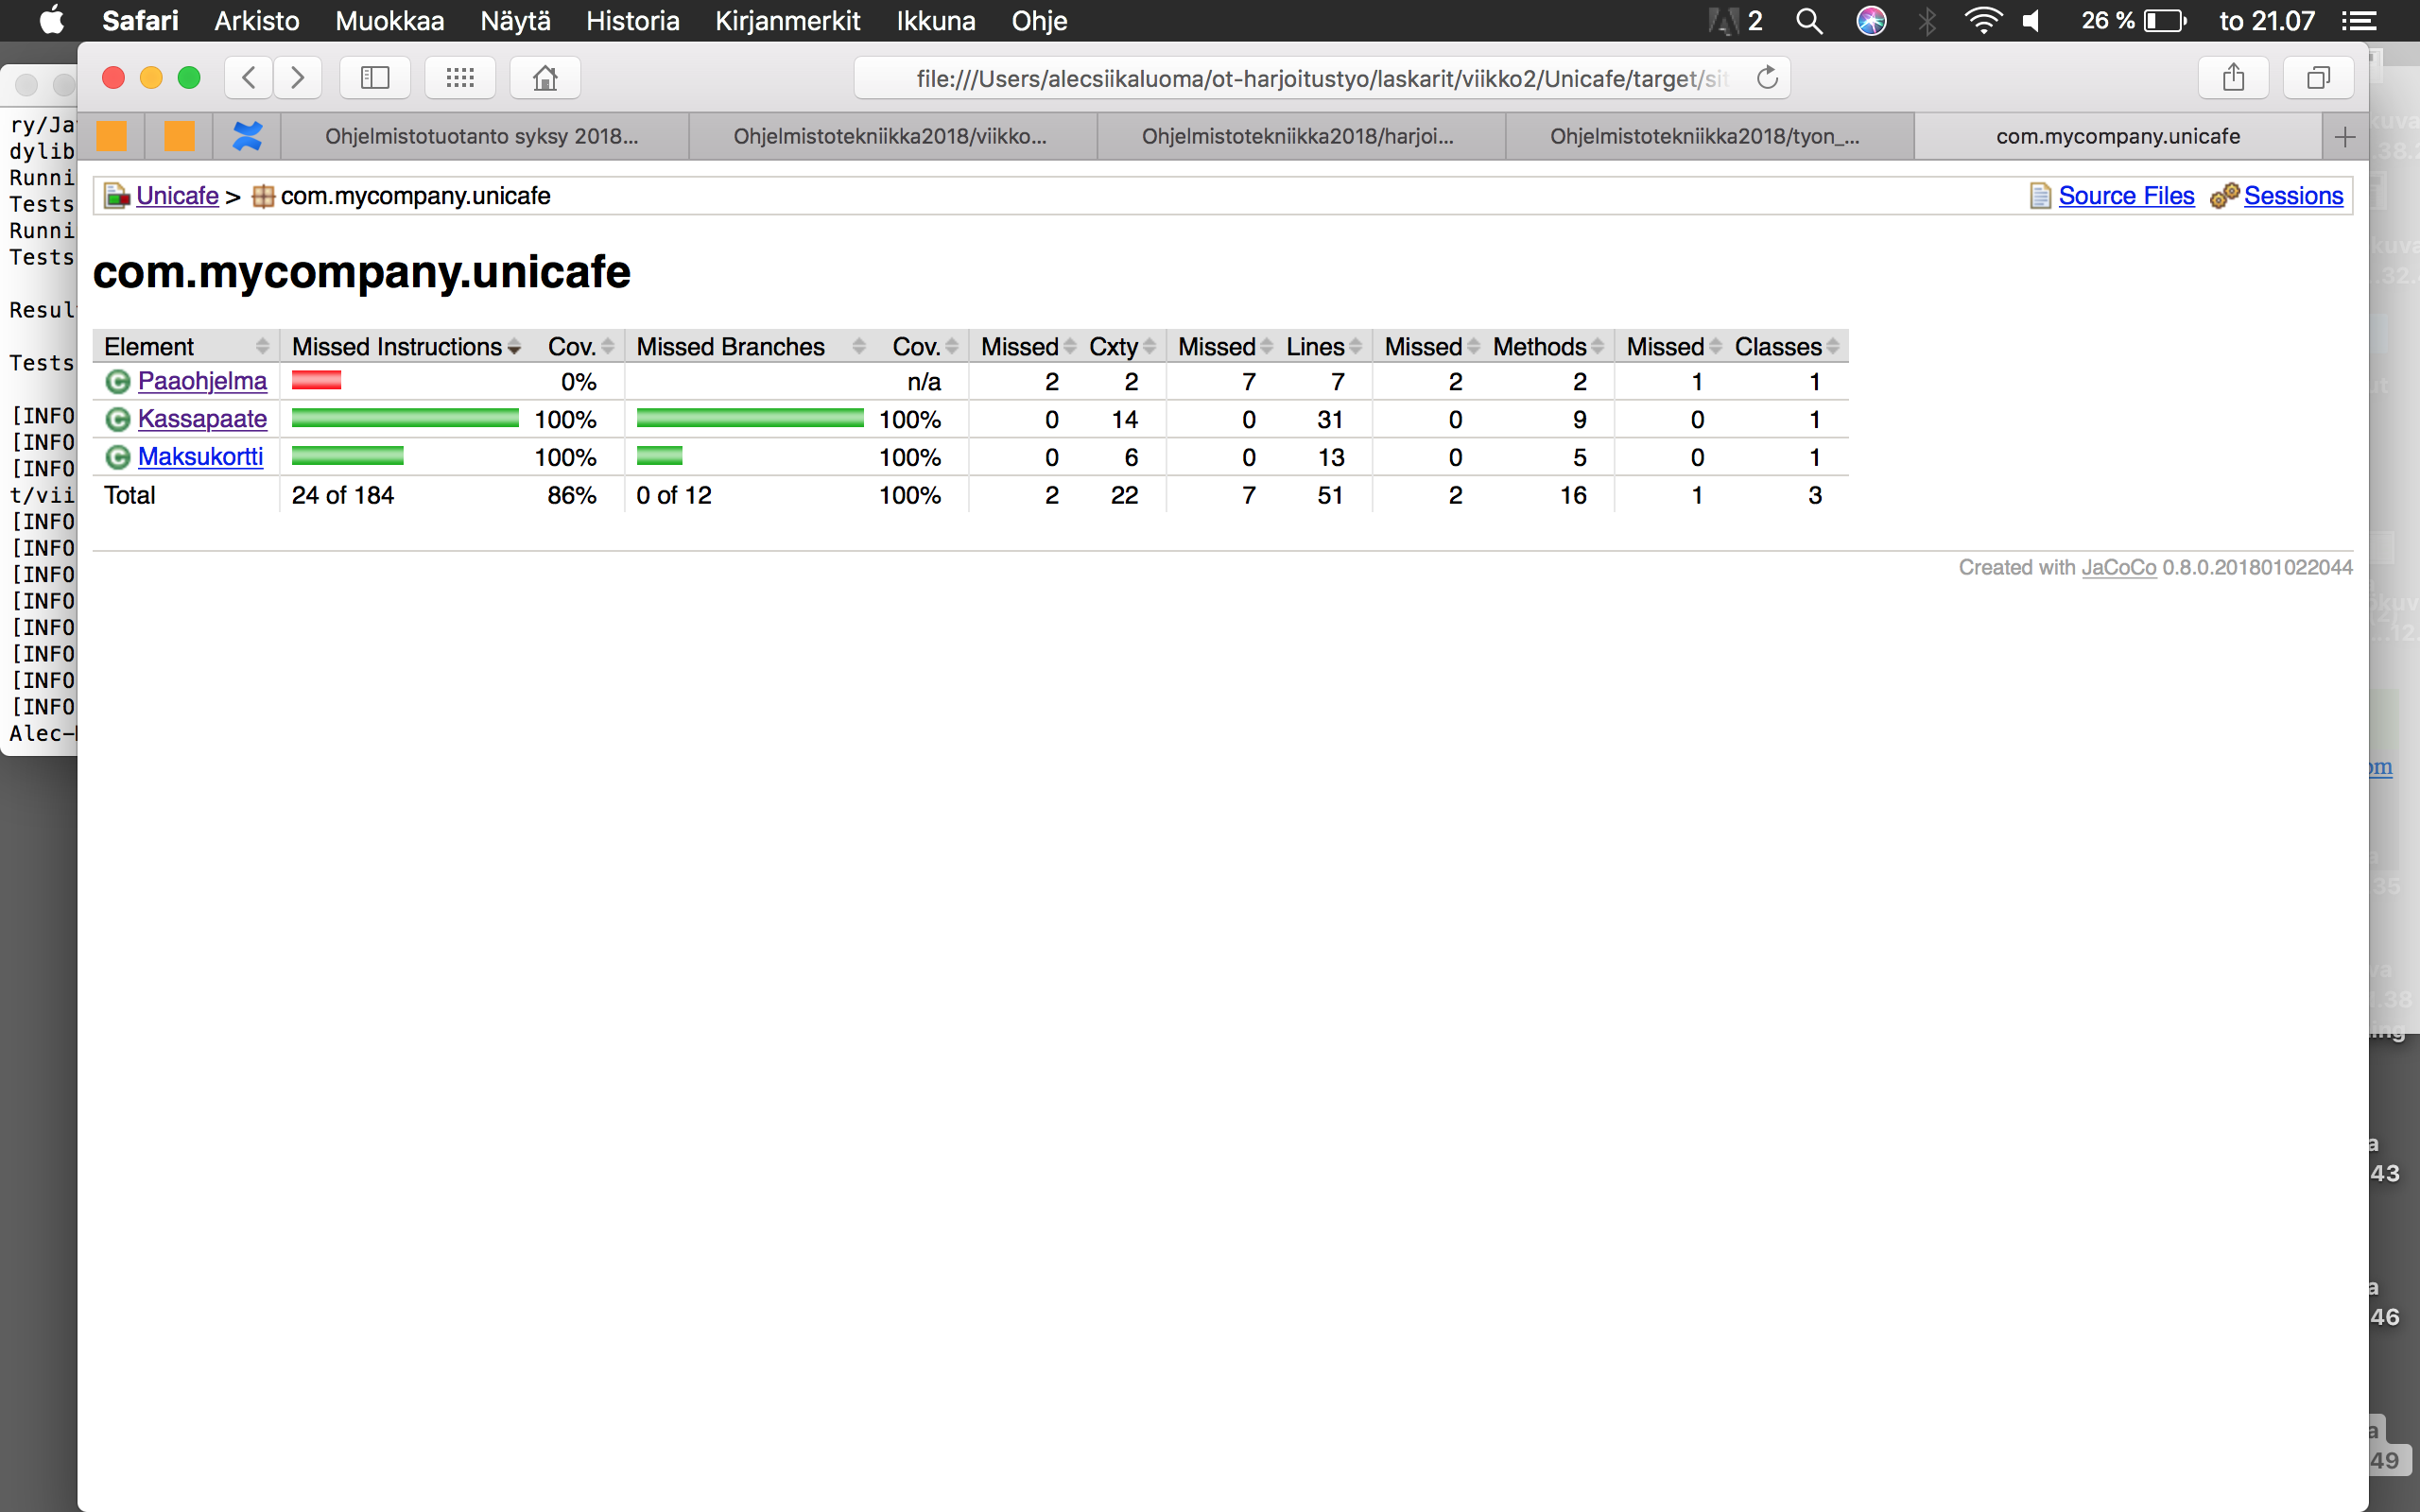 Safari Arkisto Muokkaa Näytä Historia Kirjanmerkit Ikkuna Ohje 2 26 % to 21.07
file:///Users/alecsiikaluoma/ot-harjoitustyo/laskarit/viikko2/Unicafe/target/sit
Ohjelmistotuotanto syksy 2018... Ohjelmistotekniikka2018/viikko... Ohjelmistotekniikka2018/harjoi... Ohjelmistotekniikka2018/tyon_... com.mycompany.unicafe
Unicafe > com.mycompany.unicafe Source Files Sessions
com.mycompany.unicafe
Element Missed Instructions Cov. Missed Branches Cov. Missed Cxty Missed Lines Missed Methods Missed Classes
Paaohjelma 0% n/a 2 2 7 7 2 2 1 1
Kassapaate 100% 100% 0 14 0 31 0 9 0 1
Maksukortti 100% 100% 0 6 0 13 0 5 0 1
Total 24 of 184 86% 0 of 12 100% 2 22 7 51 2 16 1 3
Created with JaCoCo 0.8.0.201801022044
ry/Ja
dylib
Runni
Tests
Runni
Tests
Resul
Tests
[INFO
[INFO
[INFO
t/vii
[INFO
[INFO
[INFO
[INFO
[INFO
[INFO
[INFO
[INFO
Alec-
om
43
46
49